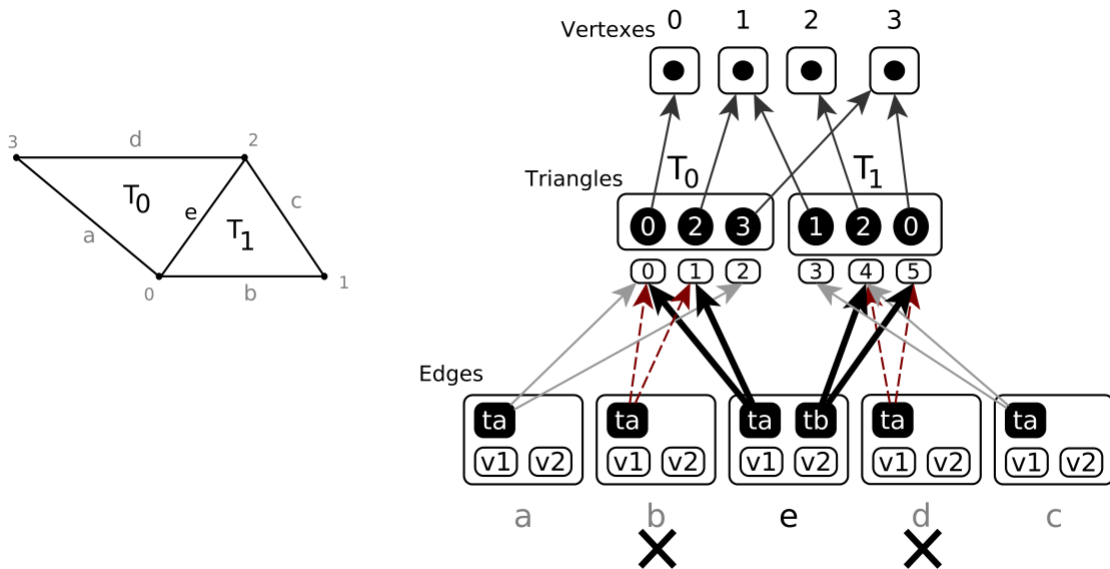 3
d
2
T0
e
c
a
T1
0
b
1
Vertexes 0 1 2 3
Triangles T0 T1
0 2 3 1 2 0
0 1 2 3 4 5
Edges
ta ta ta tb ta ta
v1 v2 v1 v2 v1 v2 v1 v2 v1 v2
a b e d c